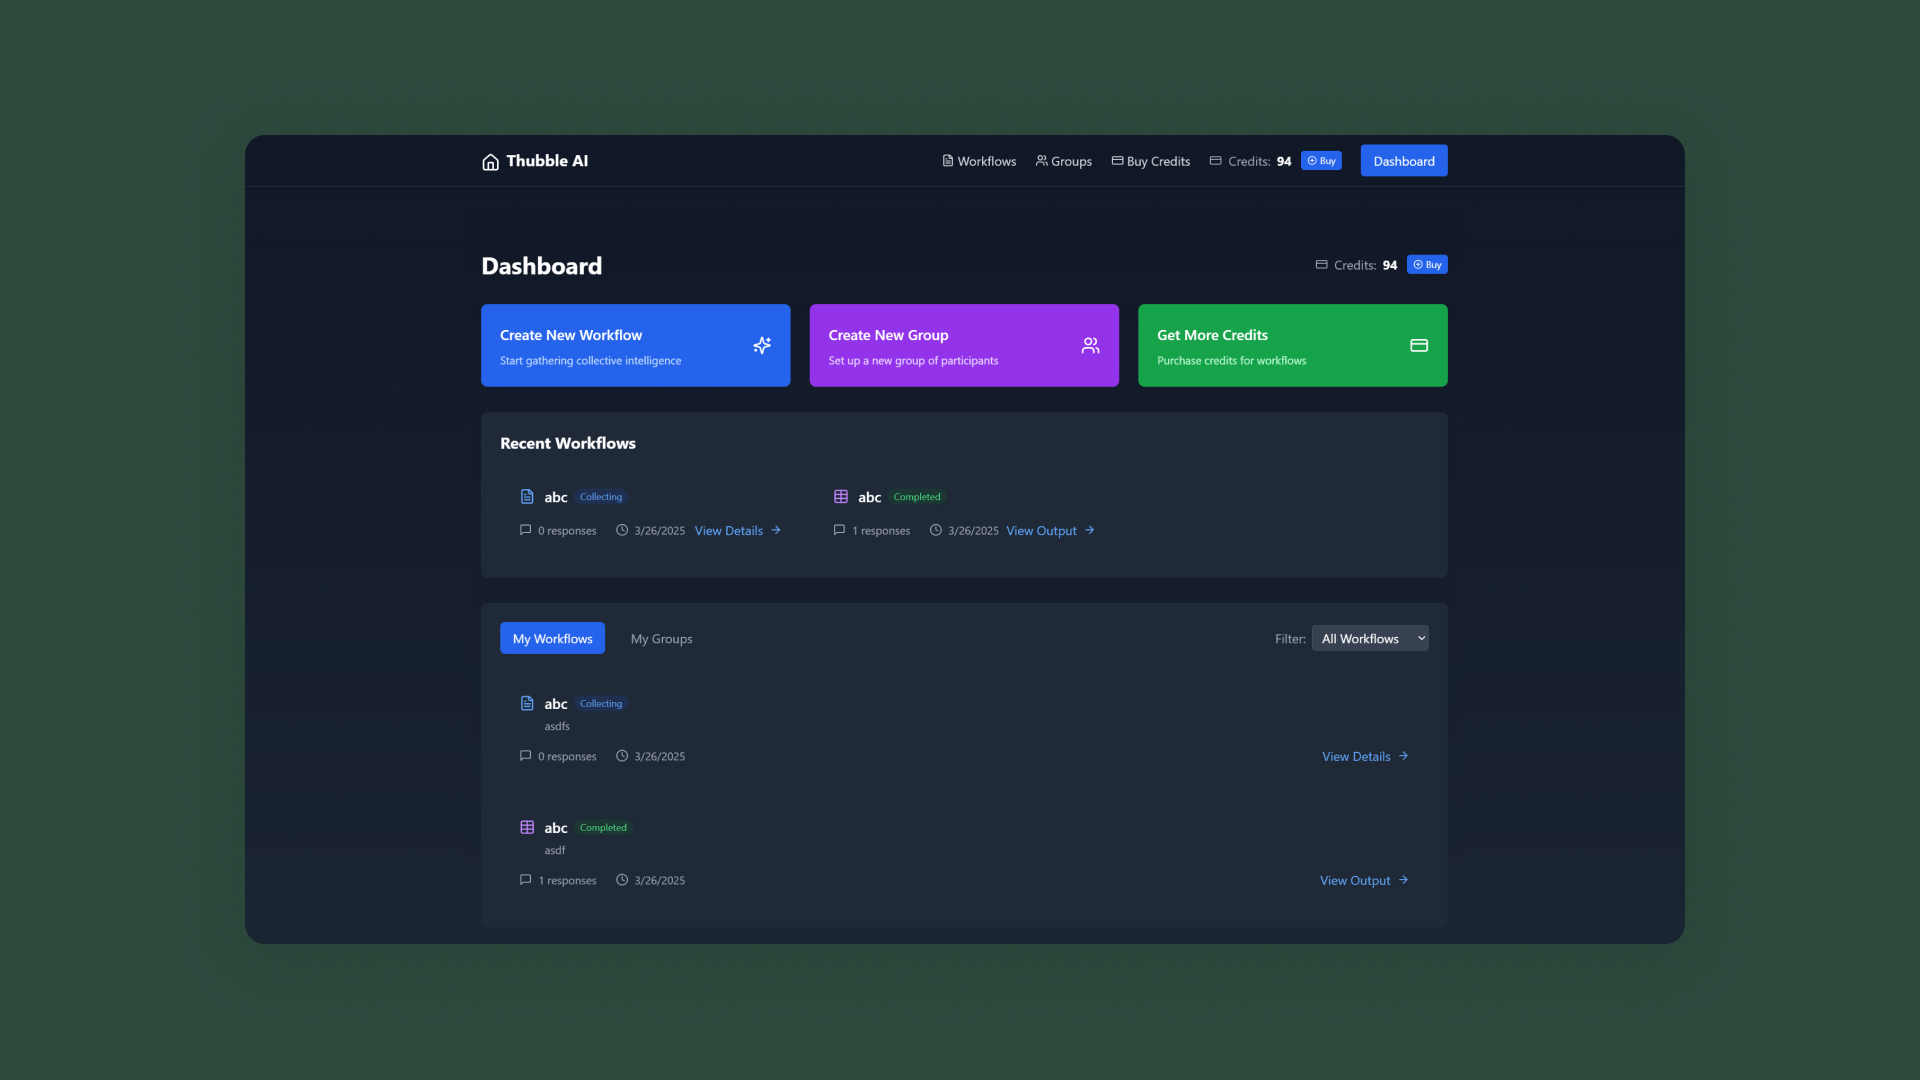 Thubble AI
Workflows Groups Buy Credits Credits: 94 Buy Dashboard
Dashboard
Credits: 94 Buy
Create New Workflow
Start gathering collective intelligence
Create New Group
Set up a new group of participants
Get More Credits
Purchase credits for workflows
Recent Workflows
abc Collecting
0 responses 3/26/2025 View Details
abc Completed
1 responses 3/26/2025 View Output
My Workflows My Groups
Filter: All Workflows
abc Collecting
asdfs
0 responses 3/26/2025 View Details
abc Completed
asdf
1 responses 3/26/2025 View Output